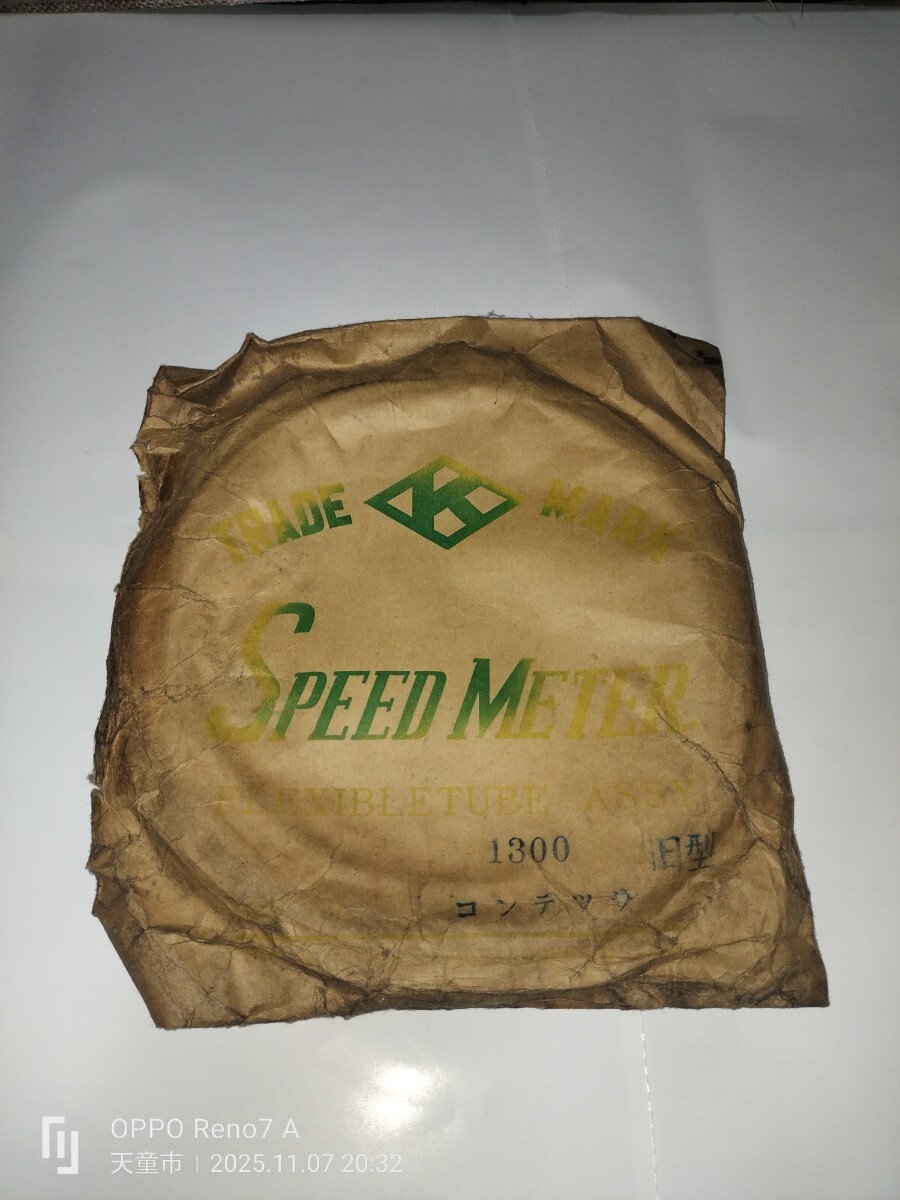 TRADE K MARK
SPEED METER
FLEXIBLETUBE ASSY
1300 旧型
コンテツサ
OPPO Reno7 A
天童市 | 2025.11.07 20:32